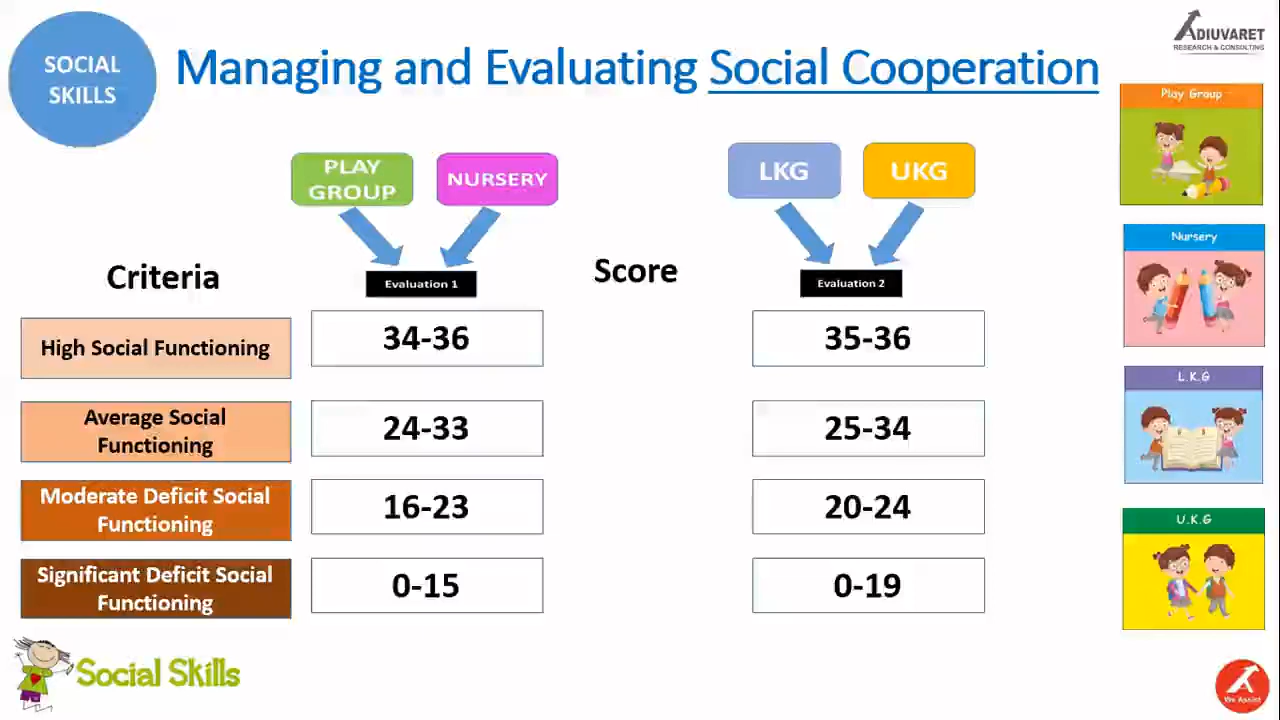 SOCIAL
SKILLS
Managing and Evaluating Social Cooperation
ADIUVARET
RESEARCH & CONSULTING
PLAY
GROUP
NURSERY
LKG
UKG
Criteria
Evaluation 1
Score
Evaluation 2
High Social Functioning
34-36
35-36
Average Social
Functioning
24-33
25-34
Moderate Deficit Social
Functioning
16-23
20-24
Significant Deficit Social
Functioning
0-15
0-19
Play Group
Nursery
L.K.G
U.K.G
Social Skills
We Assist